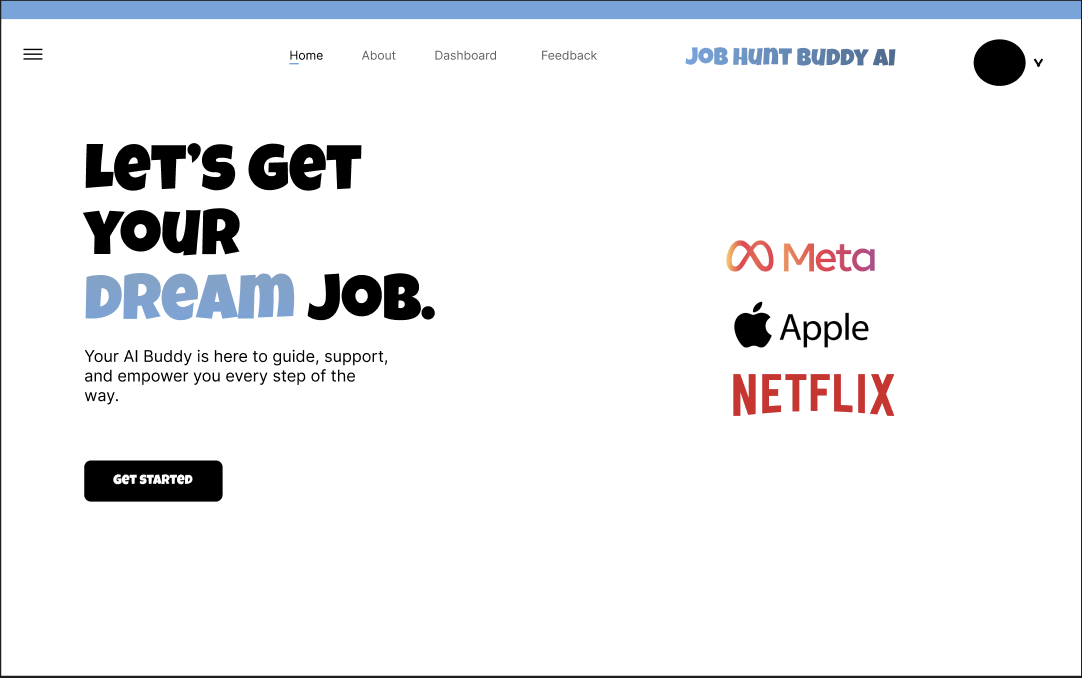 Home About Dashboard Feedback JOB HUNT BUDDY AI
Let's Get
Your
Dream Job.
Your AI Buddy is here to guide, support,
and empower you every step of the
way.
Get Started
Meta
Apple
NETFLIX